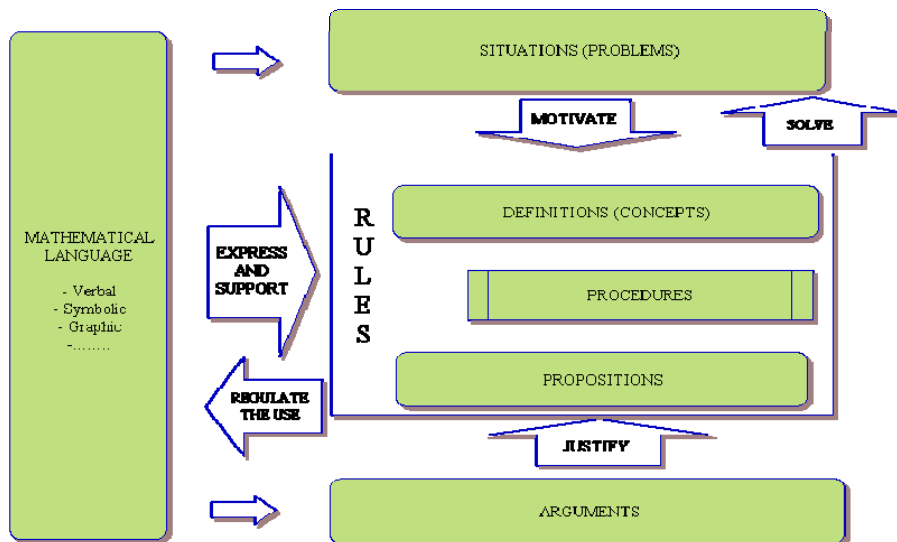 SITUATIONS (PROBLEMS)
MOTIVATE
SOLVE
MATHEMATICAL
LANGUAGE
- Verbal
- Symbolic
- Graphic
-........
EXPRESS
AND
SUPPORT
REGULATE
THE USE
RULES
DEFINITIONS (CONCEPTS)
PROCEDURES
PROPOSITIONS
JUSTIFY
ARGUMENTS